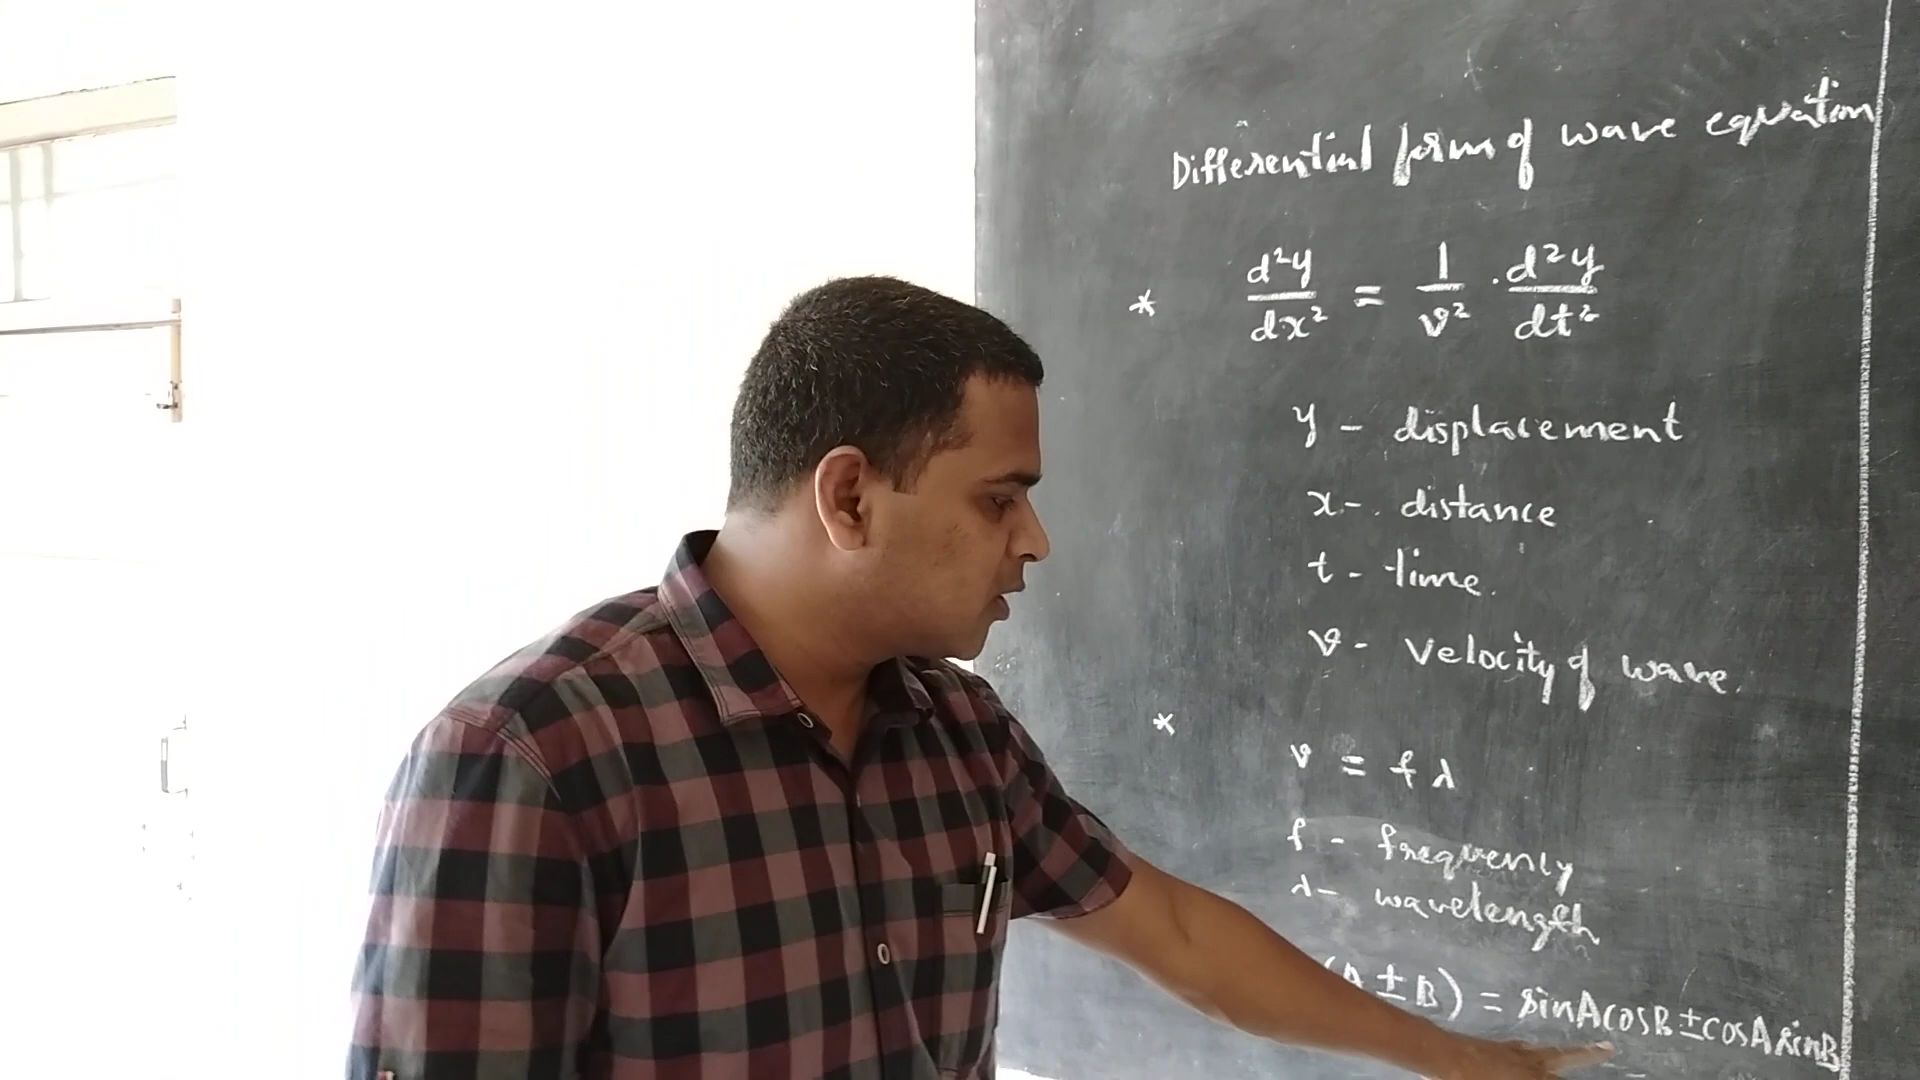 Differential form of wave equation
* d²y/dx² = 1/v² . d²y/dt²
y - displacement
x - distance
t - time.
v - velocity of wave.
*
v = fλ
f - frequency
λ - wavelength
(A ± B) = sinAcosB ± cosAsinB